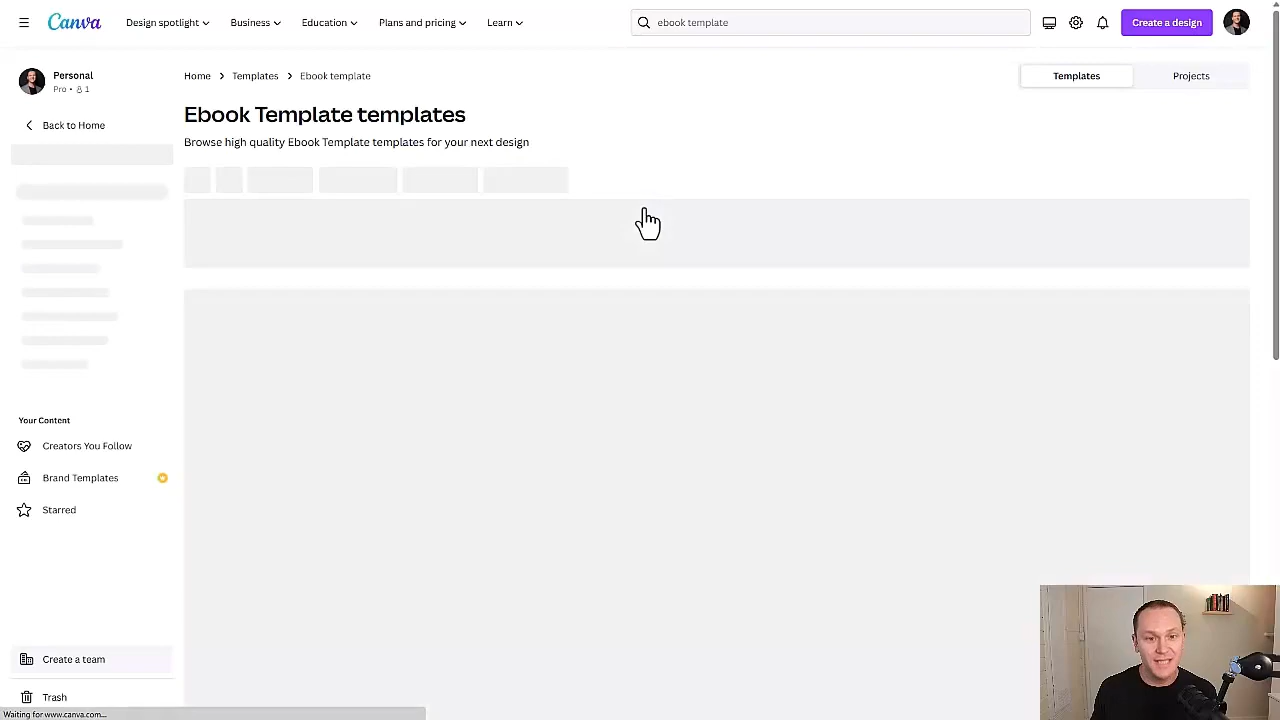 Canva
Design spotlight
Business
Education
Plans and pricing
Learn
ebook template
Create a design
Personal
Pro • 1
Home
Templates
Ebook template
Templates
Projects
Ebook Template templates
Back to Home
Browse high quality Ebook Template templates for your next design
Your Content
Creators You Follow
Brand Templates
Starred
Create a team
Trash
Waiting for www.canva.com...